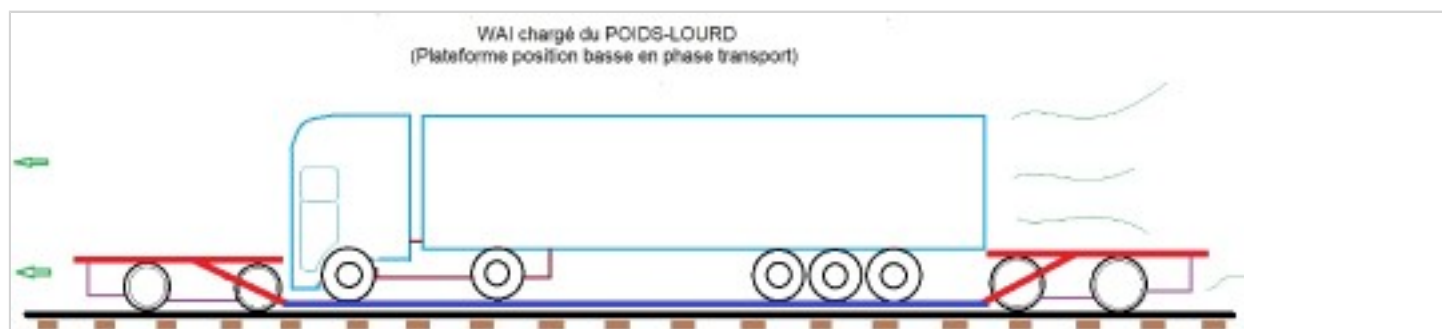 WAI chargé du POIDS-LOURD
(Plateforme position basse en phase transport)